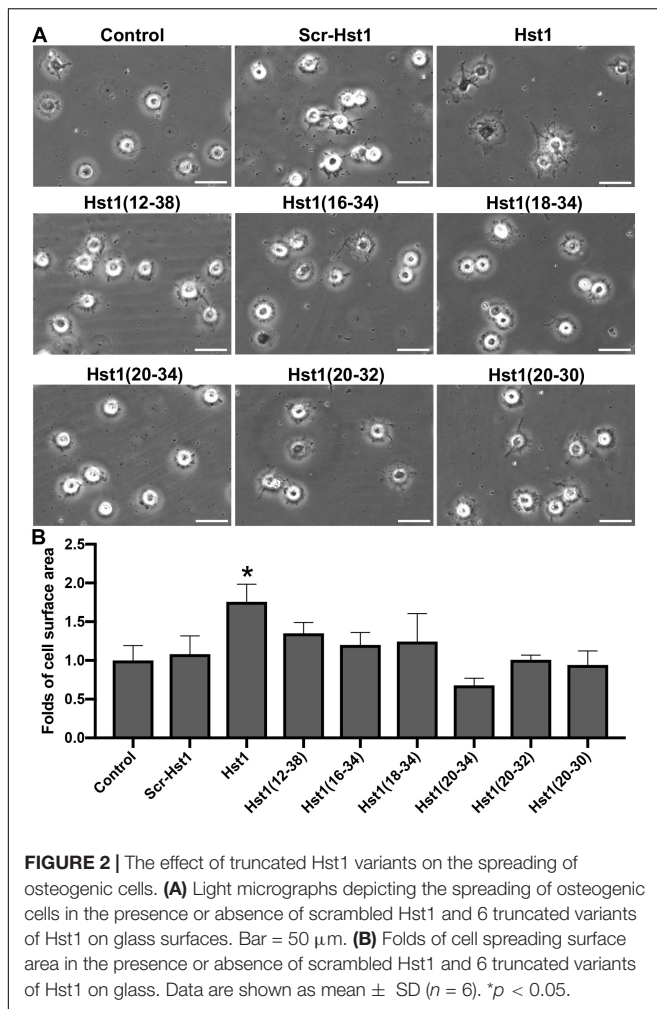 A
Control Scr-Hst1 Hst1
Hst1(12-38) Hst1(16-34) Hst1(18-34)
Hst1(20-34) Hst1(20-32) Hst1(20-30)
B
Folds of cell surface area
2.5
2.0
1.5
1.0
0.5
0.0
*
Control Scr-Hst1 Hst1 Hst1(12-38) Hst1(16-34) Hst1(18-34) Hst1(20-34) Hst1(20-32) Hst1(20-30)
FIGURE 2 | The effect of truncated Hst1 variants on the spreading of
osteogenic cells. (A) Light micrographs depicting the spreading of osteogenic
cells in the presence or absence of scrambled Hst1 and 6 truncated variants
of Hst1 on glass surfaces. Bar = 50 μm. (B) Folds of cell spreading surface
area in the presence or absence of scrambled Hst1 and 6 truncated variants
of Hst1 on glass. Data are shown as mean ± SD (n = 6). *p < 0.05.